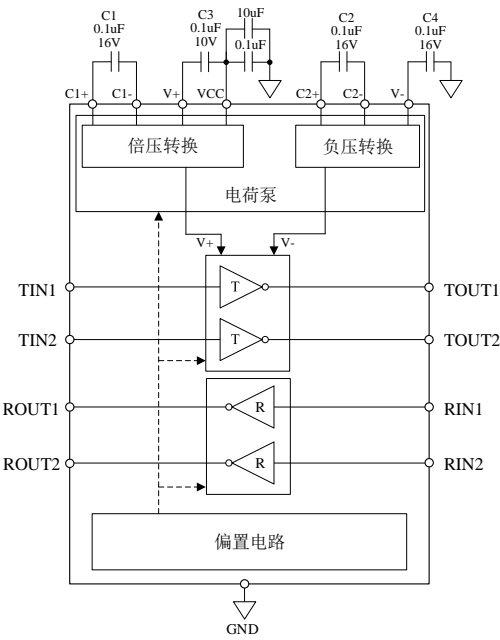 C1
0.1uF
16V
C3
0.1uF
10V
10uF
0.1uF
C2
0.1uF
16V
C4
0.1uF
16V
C1+
C1-
V+
VCC
C2+
C2-
V-
倍压转换
负压转换
电荷泵
V+
V-
TIN1
T
TOUT1
TIN2
T
TOUT2
ROUT1
R
RIN1
ROUT2
R
RIN2
偏置电路
GND